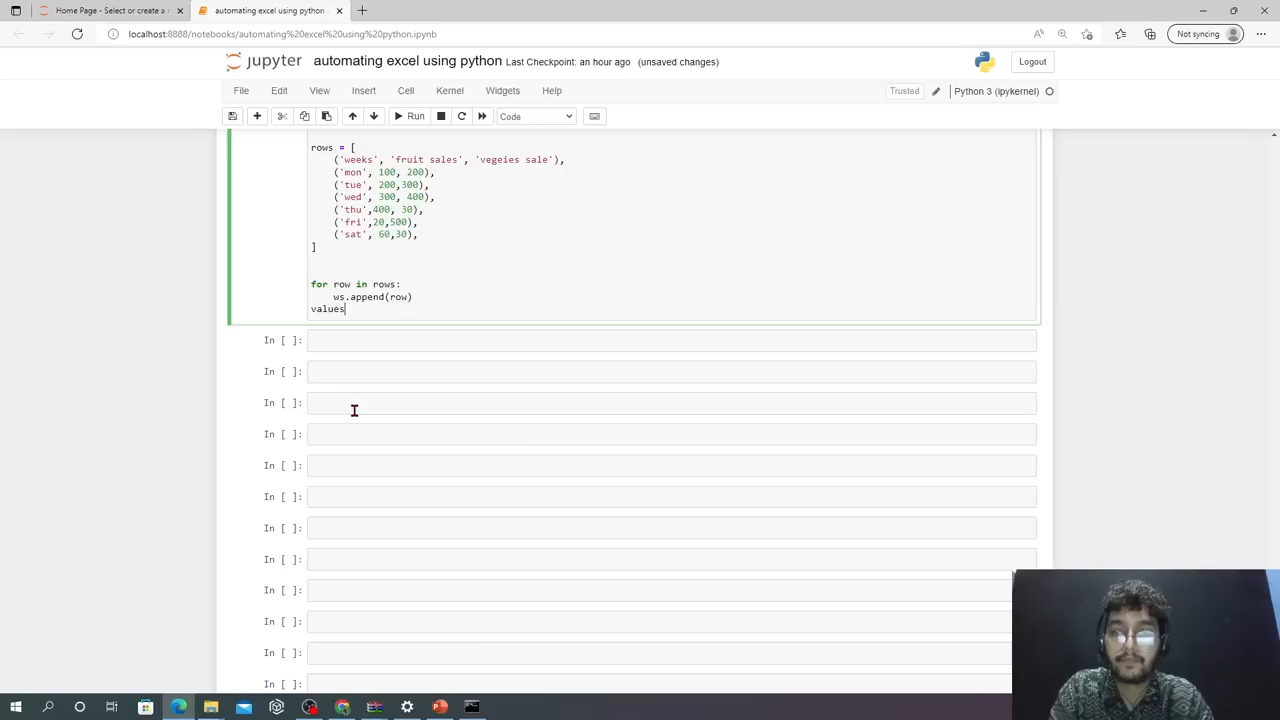 Home Page - Select or create a n
automating excel using python -
localhost:8888/notebooks/automating%20excel%20using%20python.ipynb
Not syncing
jupyter automating excel using python Last Checkpoint: an hour ago (unsaved changes)
Logout
File Edit View Insert Cell Kernel Widgets Help
Trusted
Python 3 (ipykernel)
Run
Code
rows = [
('weeks', 'fruit sales', 'vegeies sale'),
('mon', 100, 200),
('tue', 200,300),
('wed', 300, 400),
('thu',400, 30),
('fri',20,500),
('sat', 60,30),
]
for row in rows:
ws.append(row)
values
In [ ]:
In [ ]:
In [ ]:
In [ ]:
In [ ]:
In [ ]:
In [ ]:
In [ ]:
In [ ]:
In [ ]:
In [ ]:
In [ ]: